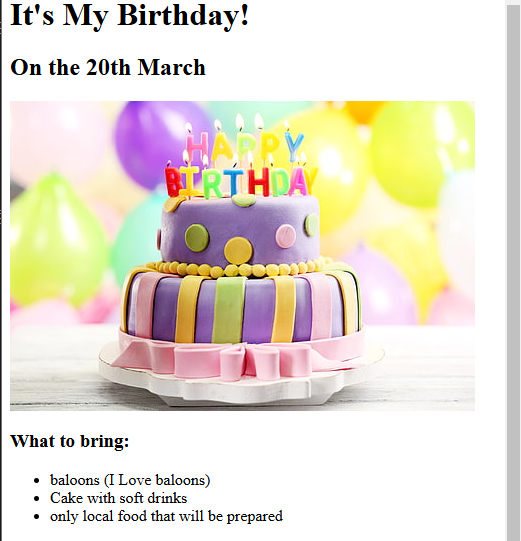 It's My Birthday!
On the 20th March
HAPPY
BIRTHDAY
What to bring:
baloons (I Love baloons)
Cake with soft drinks
only local food that will be prepared